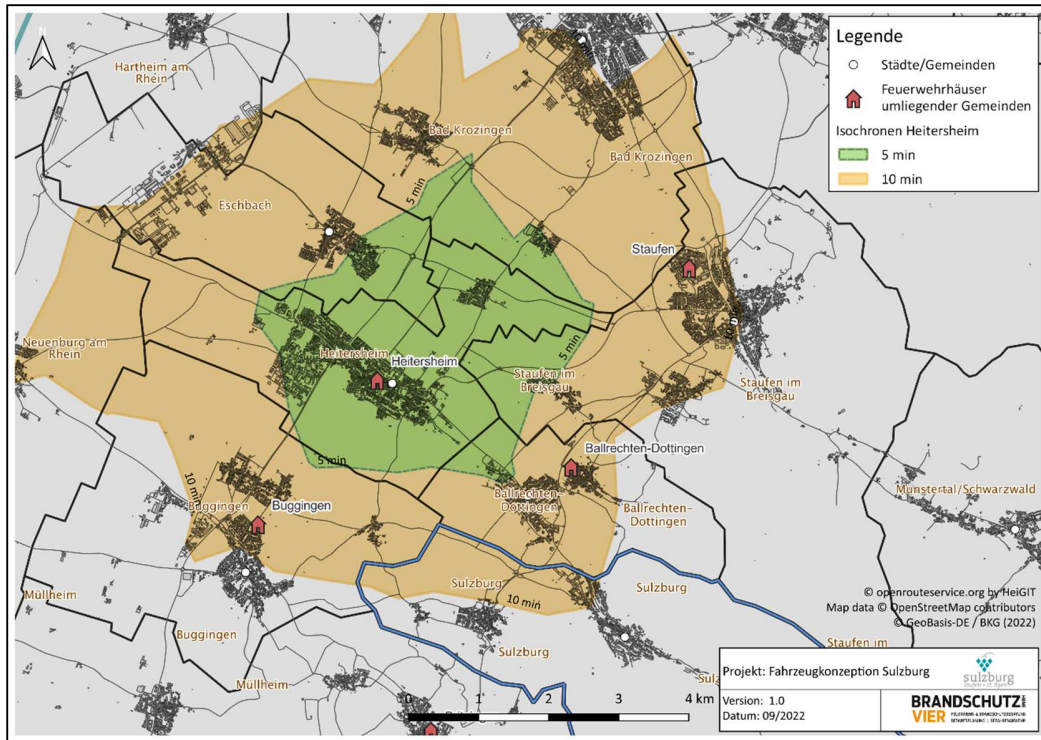 N
Hartheim am
Rhein
Bad Krozingen
Bad Krozingen
5 min
Eschbach
Staufen
Neuenburg am
Rhein
Heitersheim
Heitersheim
5 min
Staufen im
Breisgau
Staufen im
Breisgau
5 min
Ballrechten-Dottingen
10 min
Buggingen
Buggingen
Ballrechten-
Dottingen
Ballrechten-
Dottingen
Münstertal/Schwarzwald
Müllheim
Sulzburg
Sulzburg
10 min
Buggingen
Sulzburg
Müllheim
Staufen im
Legende
Städte/Gemeinden
Feuerwehrhäuser
umliegender Gemeinden
Isochronen Heitersheim
5 min
10 min
© openrouteservice.org by HeiGIT
Map data © OpenStreetMap contributors
© GeoBasis-DE / BKG (2022)
0 1 2 3 4 km
Projekt: Fahrzeugkonzeption Sulzburg
sulzburg
Version: 1.0
Datum: 09/2022
BRANDSCHUTZ
VIER